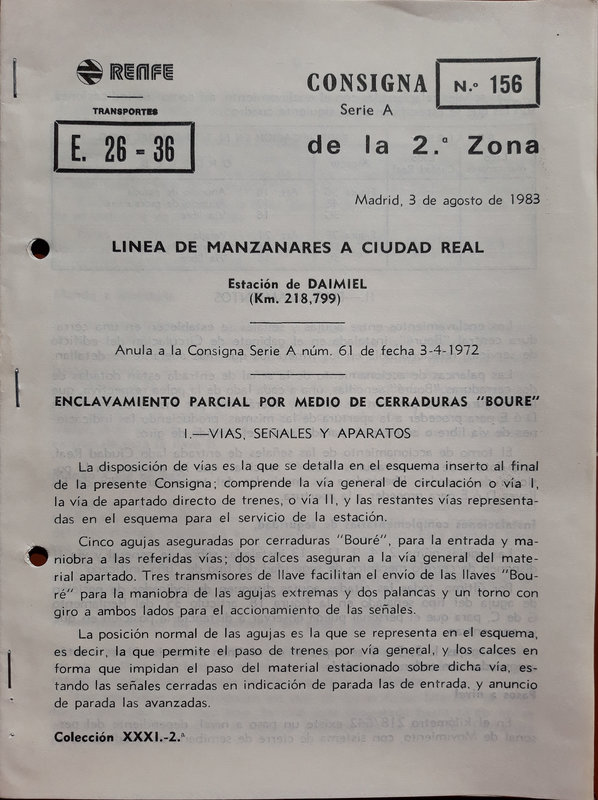 RENFE
TRANSPORTES
E. 26 - 36
CONSIGNA N.º 156
Serie A
de la 2.ª Zona
Madrid, 3 de agosto de 1983
LINEA DE MANZANARES A CIUDAD REAL
Estación de DAIMIEL
(Km. 218,799)
Anula a la Consigna Serie A núm. 61 de fecha 3-4-1972
ENCLAVAMIENTO PARCIAL POR MEDIO DE CERRADURAS "BOURE"
I.—VIAS, SEÑALES Y APARATOS
La disposición de vías es la que se detalla en el esquema inserto al final
de la presente Consigna; comprende la vía general de circulación o vía I,
la vía de apartado directo de trenes, o vía II, y las restantes vías representa-
das en el esquema para el servicio de la estación.
Cinco agujas aseguradas por cerraduras "Bouré", para la entrada y ma-
niobra a las referidas vías; dos calces aseguran a la vía general del mate-
rial apartado. Tres transmisores de llave facilitan el envío de las llaves "Bou-
ré" para la maniobra de las agujas extremas y dos palancas y un torno con
giro a ambos lados para el accionamiento de las señales.
La posición normal de las agujas es la que se representa en el esquema,
es decir, la que permite el paso de trenes por vía general, y los calces en
forma que impidan el paso del material estacionado sobre dicha vía, es-
tando las señales cerradas en indicación de parada las de entrada, y anuncio
de parada las avanzadas.
Colección XXXI.-2.ª